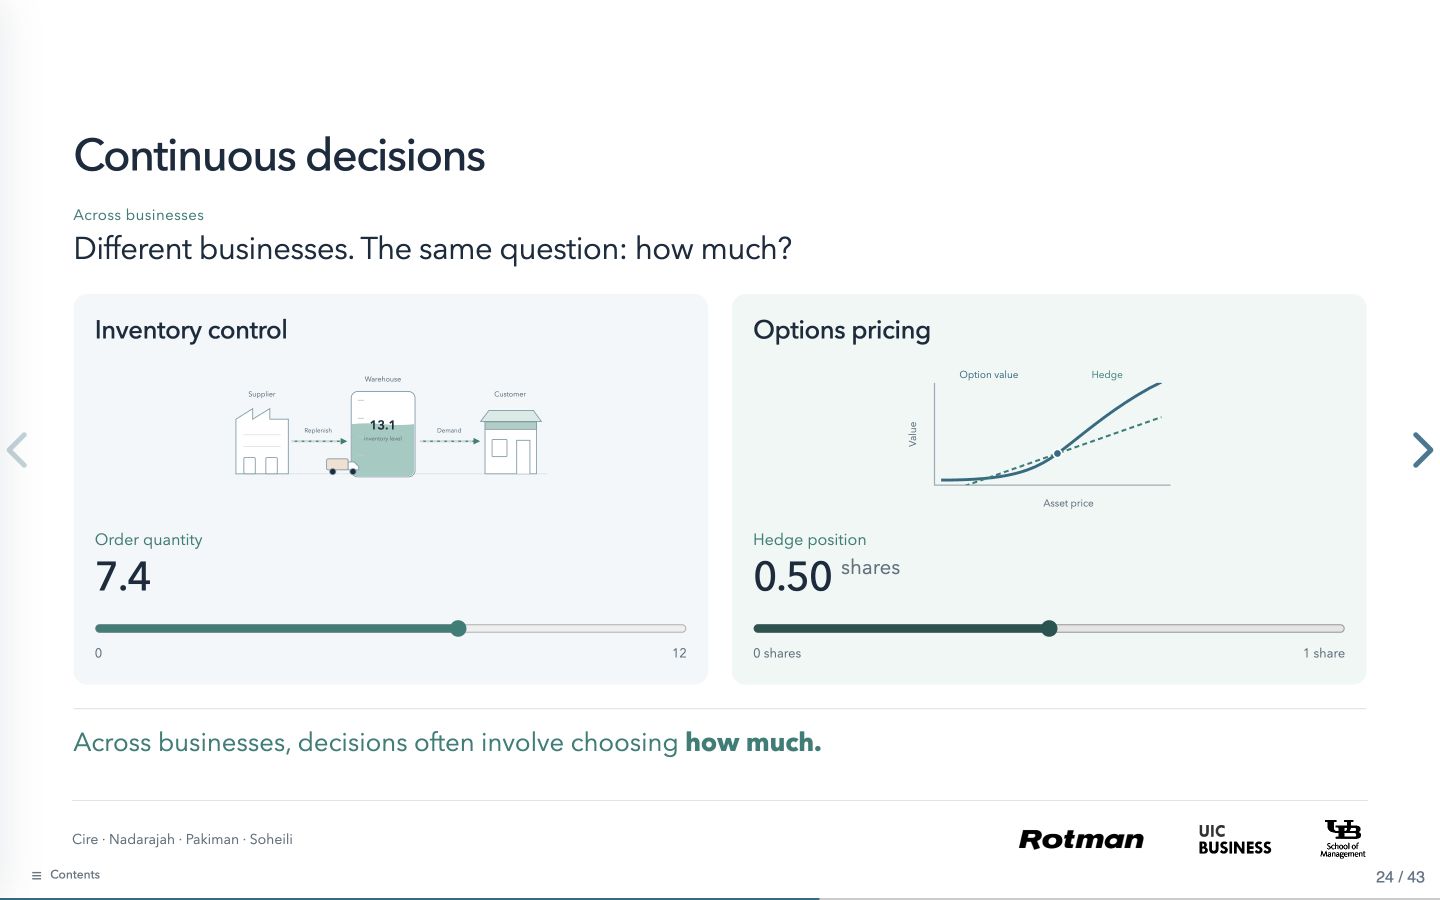 Continuous decisions
Across businesses
Different businesses. The same question: how much?
Inventory control
Warehouse
Supplier
Customer
Replenish
13.1
inventory level
Demand
Order quantity
7.4
0
12
Options pricing
Option value
Hedge
Value
Asset price
Hedge position
0.50 shares
0 shares
1 share
Across businesses, decisions often involve choosing how much.
Cire · Nadarajah · Pakiman · Soheili
Rotman
UIC
BUSINESS
UB
School of
Management
≡ Contents
24 / 43